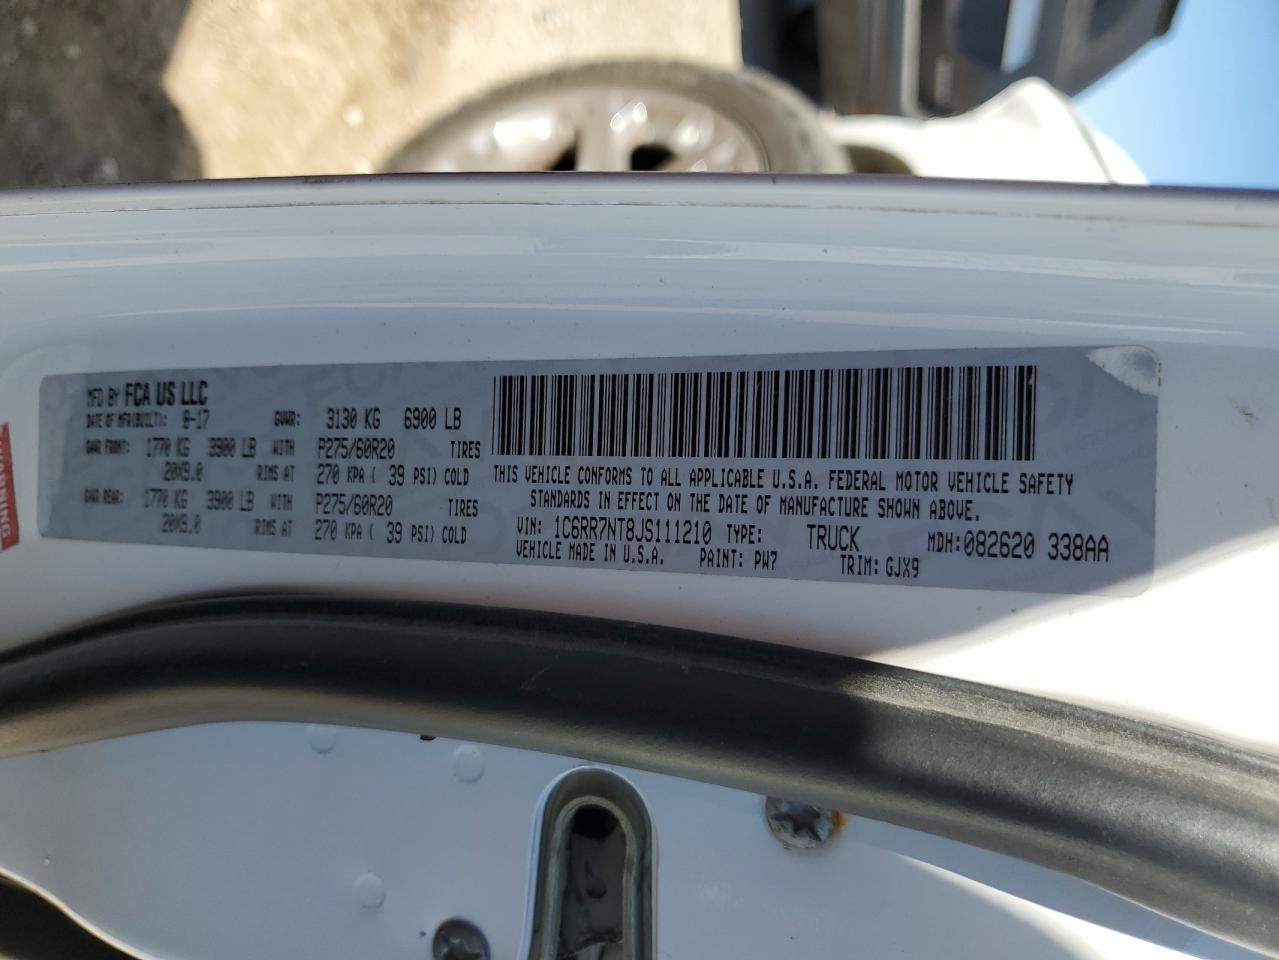 MFD BY FCA US LLC
DATE OF MFR(BUILT): 8-17 GVWR: 3130 KG 6900 LB
GAWR FRONT: 1770 KG 3900 LB WITH P275/60R20 TIRES
20X9.0 RIMS AT 270 KPA ( 39 PSI) COLD
GAWR REAR: 1770 KG 3900 LB WITH P275/60R20 TIRES
20X9.0 RIMS AT 270 KPA ( 39 PSI) COLD
THIS VEHICLE CONFORMS TO ALL APPLICABLE U.S.A. FEDERAL MOTOR VEHICLE SAFETY
STANDARDS IN EFFECT ON THE DATE OF MANUFACTURE SHOWN ABOVE.
VIN: 1C6RR7NT8JS111210 TYPE: TRUCK MDH:082620 338AA
VEHICLE MADE IN U.S.A. PAINT: PW7 TRIM: GJX9
WARNING